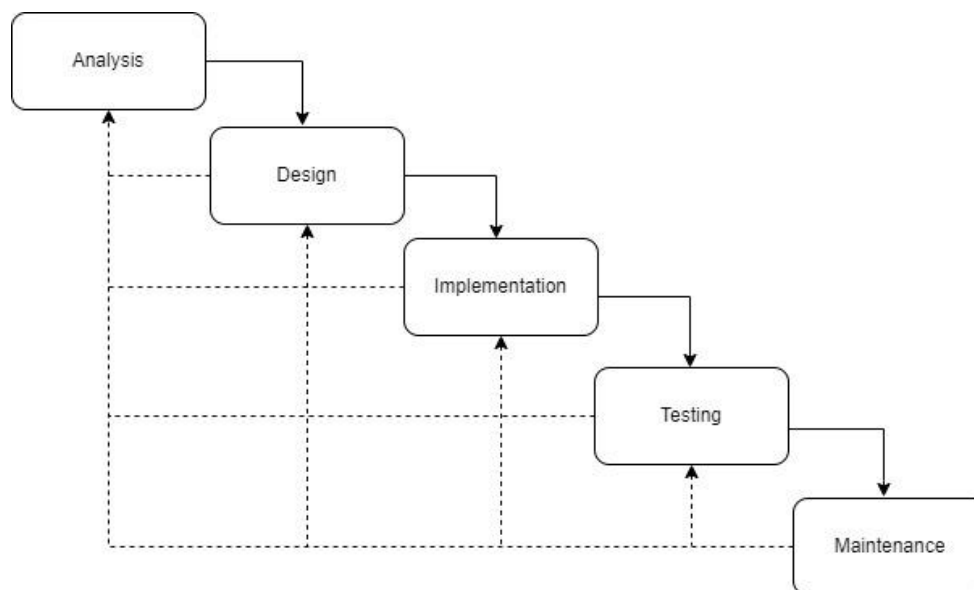 Analysis
Design
Implementation
Testing
Maintenance